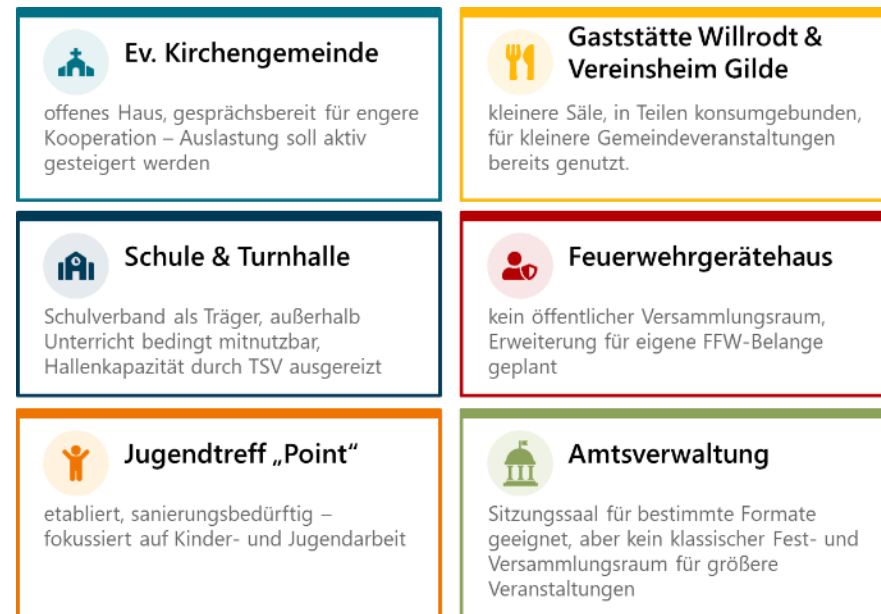 Ev. Kirchengemeinde
offenes Haus, gesprächsbereit für engere
Kooperation – Auslastung soll aktiv
gesteigert werden
Gaststätte Willrodt &
Vereinsheim Gilde
kleinere Säle, in Teilen konsumgebunden,
für kleinere Gemeindeveranstaltungen
bereits genutzt.
Schule & Turnhalle
Schulverband als Träger, außerhalb
Unterricht bedingt mitnutzbar,
Hallenkapazität durch TSV ausgereizt
Feuerwehrgerätehaus
kein öffentlicher Versammlungsraum,
Erweiterung für eigene FFW-Belange
geplant
Jugendtreff „Point“
etabliert, sanierungsbedürftig –
fokussiert auf Kinder- und Jugendarbeit
Amtsverwaltung
Sitzungssaal für bestimmte Formate
geeignet, aber kein klassischer Fest- und
Versammlungsraum für größere
Veranstaltungen